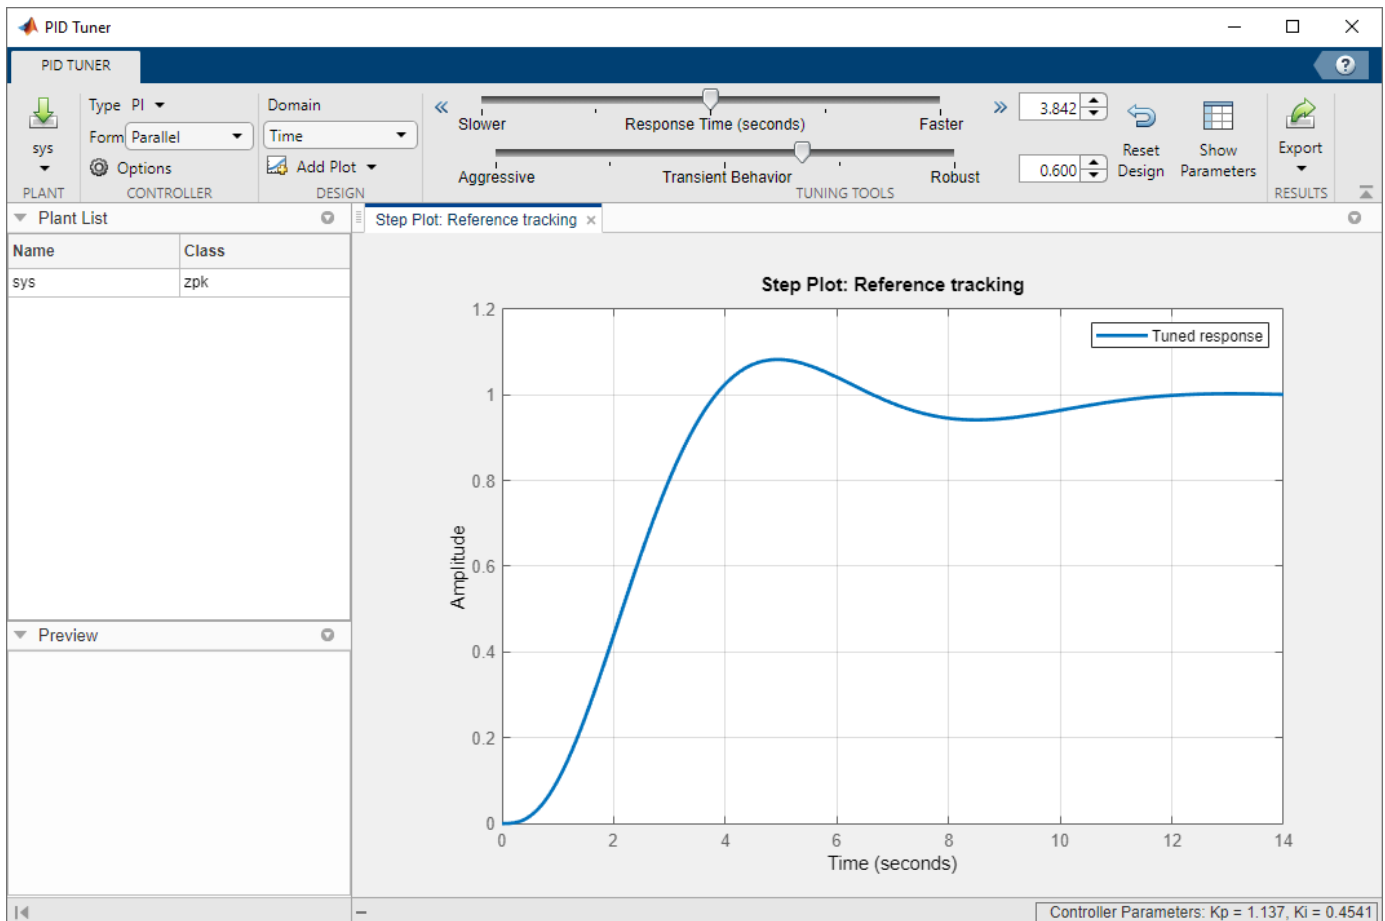 PID Tuner
PID TUNER
?
sys
PLANT
Type PI
Form Parallel
Options
CONTROLLER
Domain
Time
Add Plot
DESIGN
Slower Response Time (seconds) Faster
3.842
Aggressive Transient Behavior Robust
0.600
TUNING TOOLS
Reset Design
Show Parameters
Export
RESULTS
Plant List
Name Class
sys zpk
Preview
Step Plot: Reference tracking
Step Plot: Reference tracking
Tuned response
1.2
1
0.8
0.6
0.4
0.2
0
Amplitude
0 2 4 6 8 10 12 14
Time (seconds)
Controller Parameters: Kp = 1.137, Ki = 0.4541